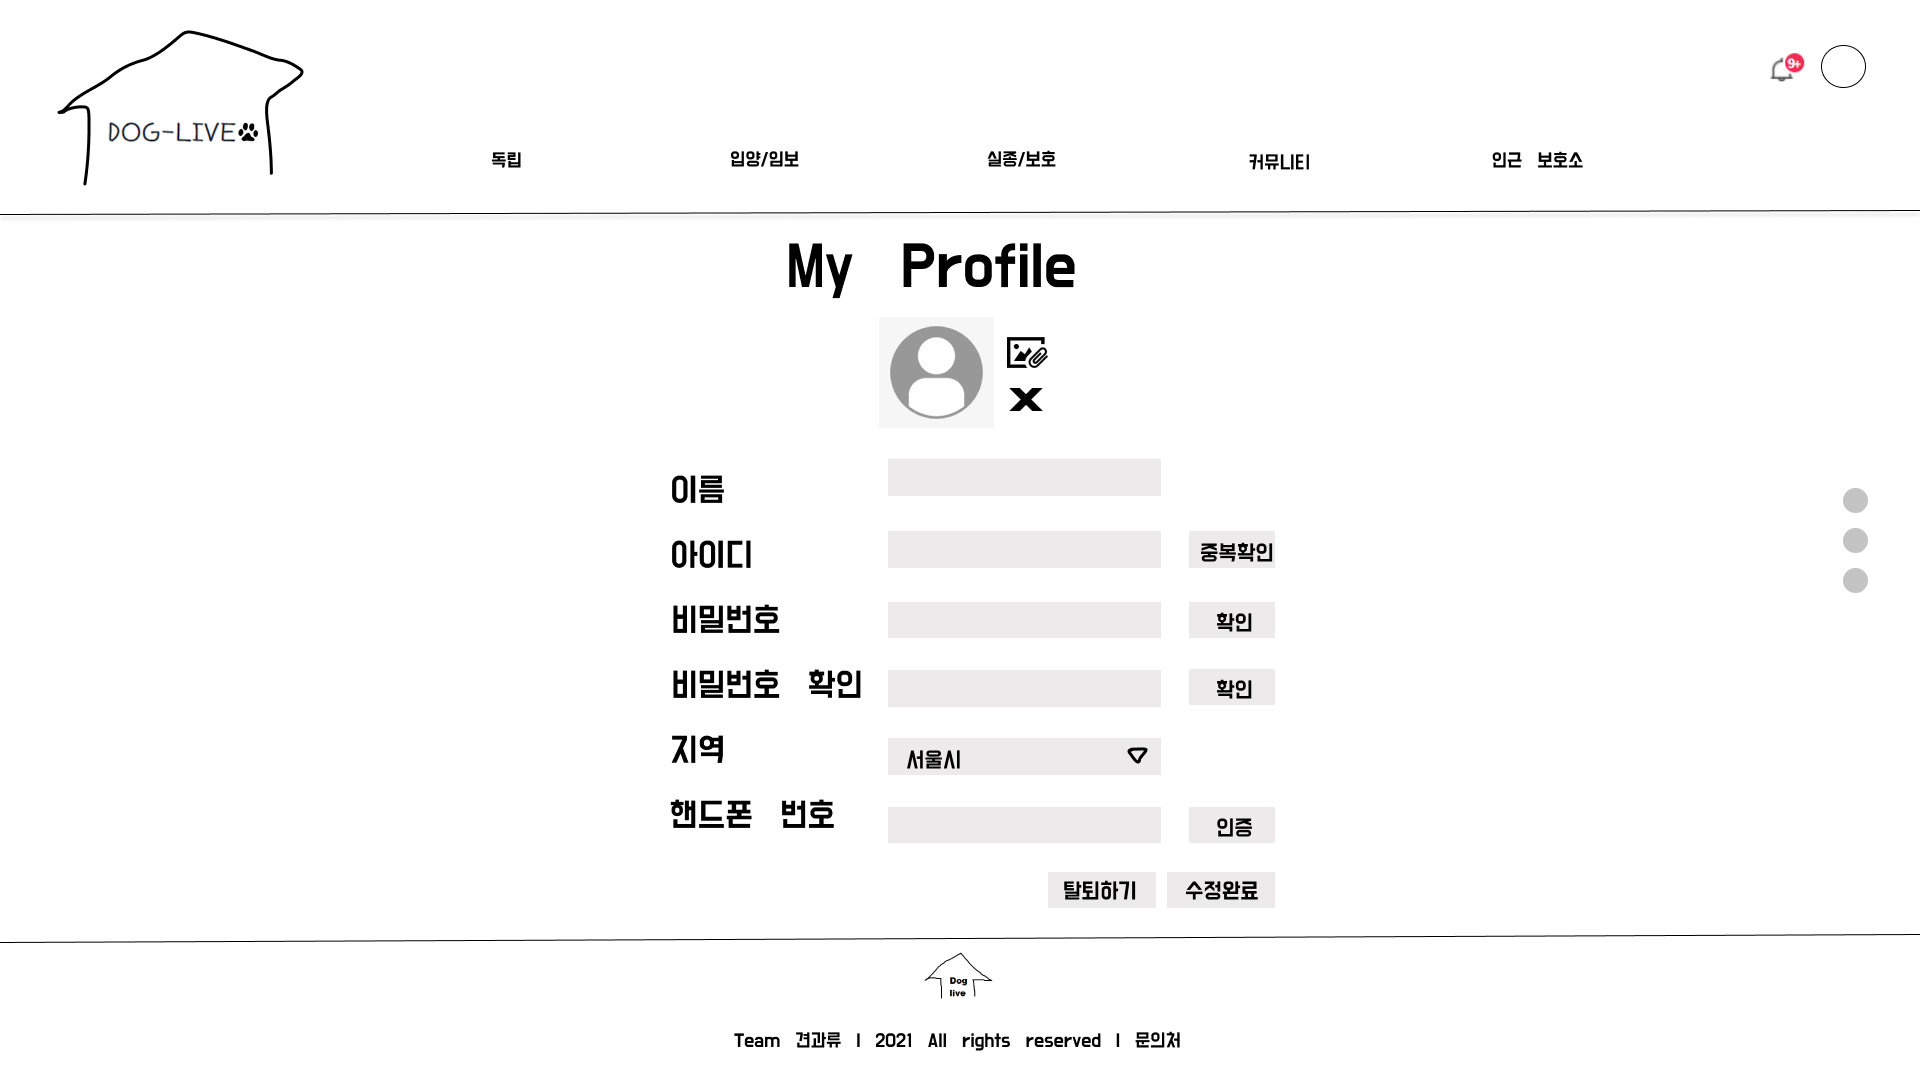 9+
DOG-LIVE
독립 입양/임보 실종/보호 커뮤니티 인근 보호소
My Profile
이름
아이디 중복확인
비밀번호 확인
비밀번호 확인 확인
지역 서울시
핸드폰 번호 인증
탈퇴하기 수정완료
Dog
live
Team 견과류 | 2021 All rights reserved | 문의처